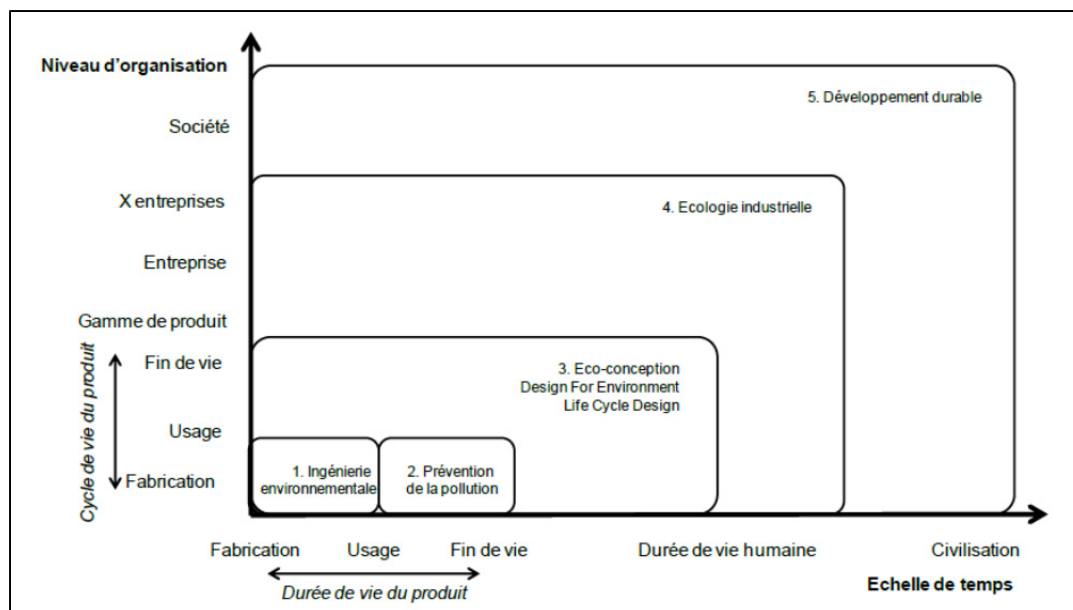 Niveau d'organisation
5. Développement durable
Société
X entreprises
4. Ecologie industrielle
Entreprise
Gamme de produit
Cycle de vie du produit
Fin de vie
3. Eco-conception
Design For Environment
Life Cycle Design
Usage
1. Ingénierie
environnementale
2. Prévention
de la pollution
Fabrication
Fabrication
Usage
Fin de vie
Durée de vie humaine
Civilisation
Durée de vie du produit
Echelle de temps